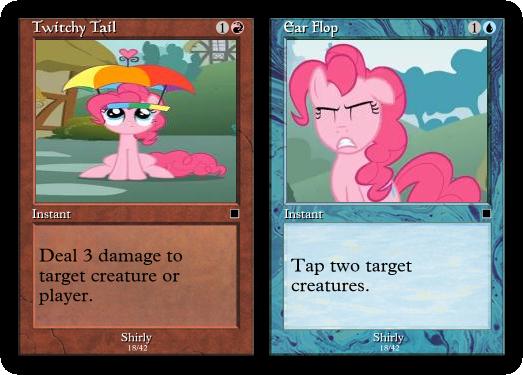 Twitchy Tail 1
Instant
Deal 3 damage to
target creature or
player.
Shirly
18/42
Ear Flop 1
Instant
Tap two target
creatures.
Shirly
18/42